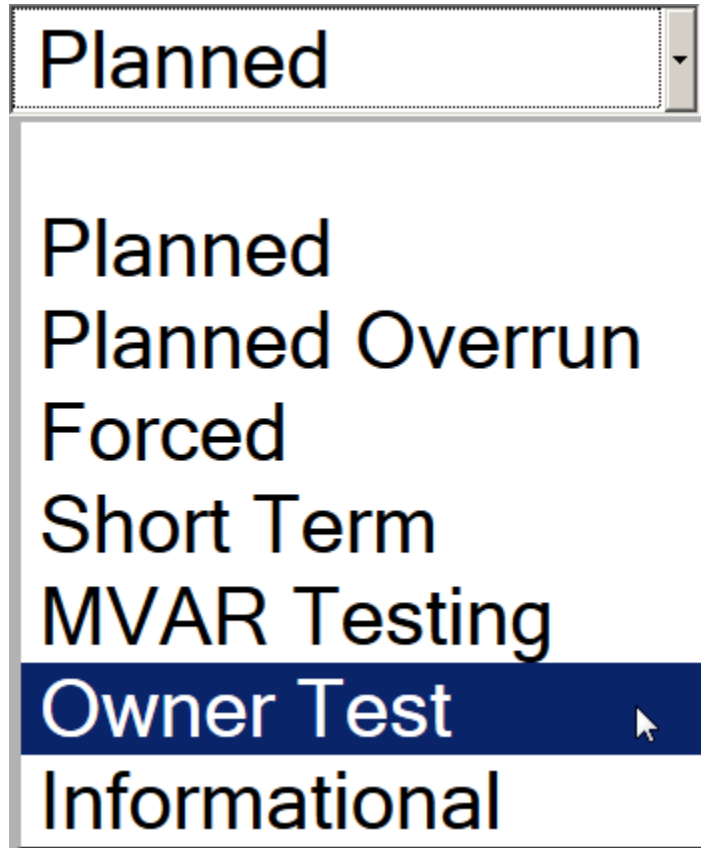 Planned
Planned
Planned Overrun
Forced
Short Term
MVAR Testing
Owner Test
Informational